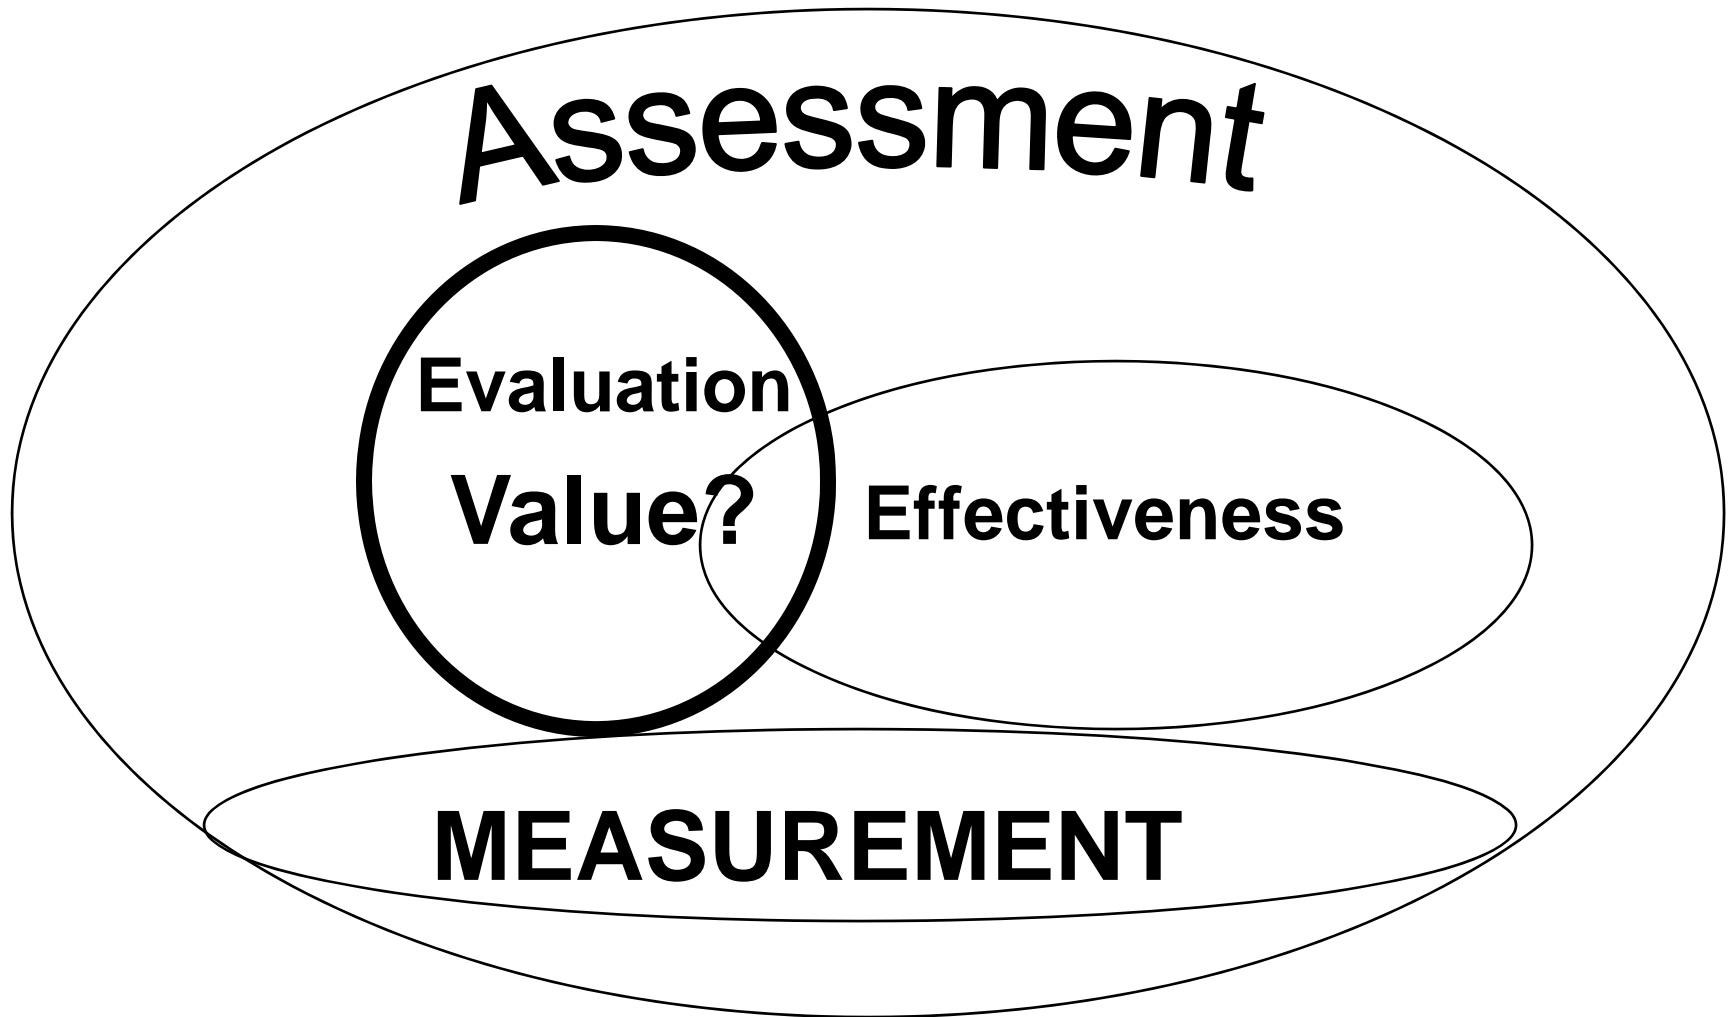 Assessment
Evaluation
Value?
Effectiveness
MEASUREMENT